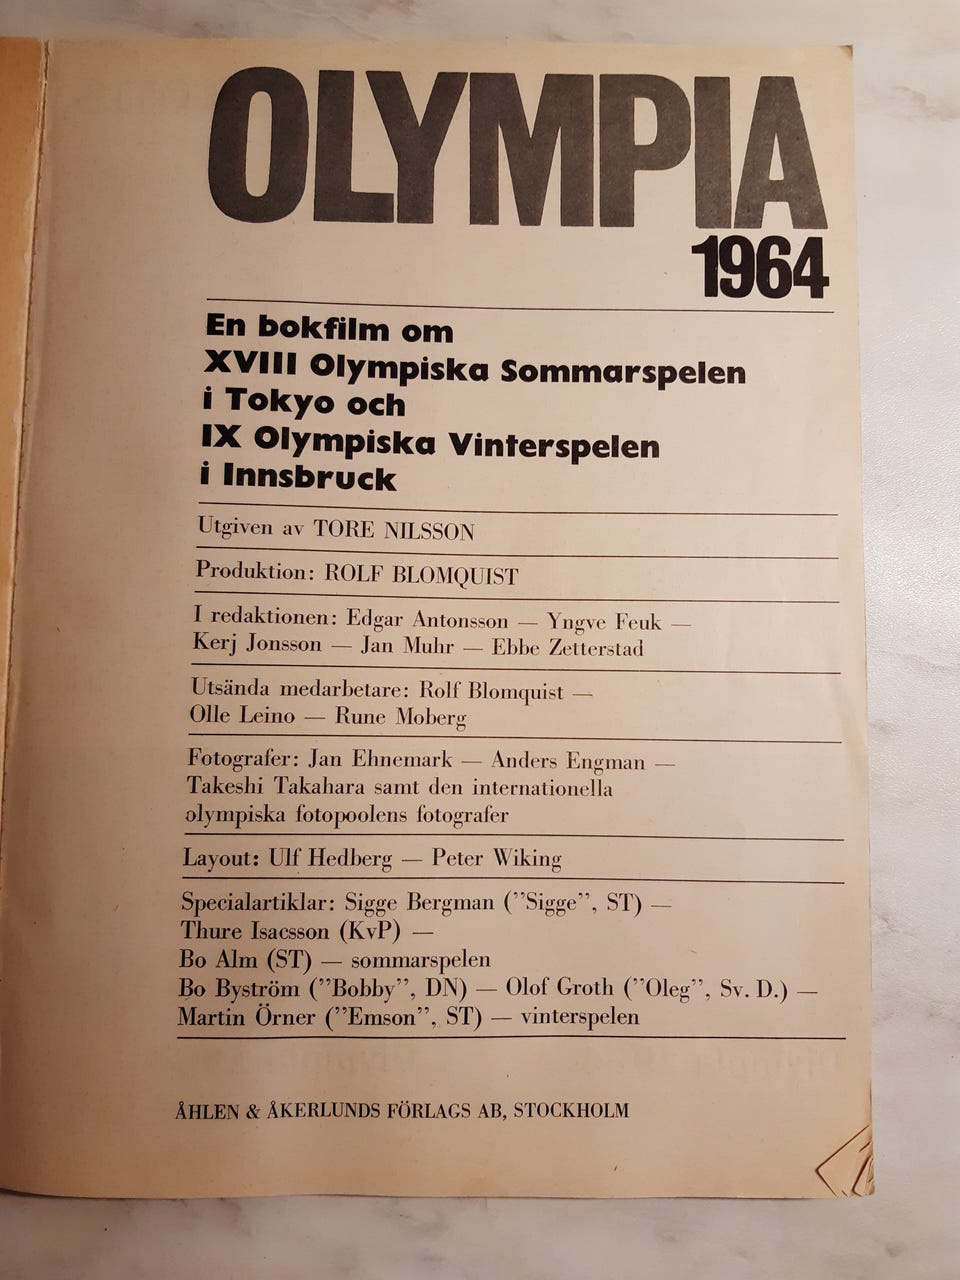 OLYMPIA
1964
En bokfilm om
XVIII Olympiska Sommarspelen
i Tokyo och
IX Olympiska Vinterspelen
i Innsbruck
Utgiven av TORE NILSSON
Produktion: ROLF BLOMQUIST
I redaktionen: Edgar Antonsson — Yngve Feuk —
Kerj Jonsson — Jan Muhr — Ebbe Zetterstad
Utsända medarbetare: Rolf Blomquist —
Olle Leino — Rune Moberg
Fotografer: Jan Ehnemark — Anders Engman —
Takeshi Takahara samt den internationella
olympiska fotopoolens fotografer
Layout: Ulf Hedberg — Peter Wiking
Specialartiklar: Sigge Bergman (”Sigge”, ST) —
Thure Isacsson (KvP) —
Bo Alm (ST) — sommarspelen
Bo Byström (”Bobby”, DN) — Olof Groth (”Oleg”, Sv. D.) —
Martin Örner (”Emson”, ST) — vinterspelen
ÅHLEN & ÅKERLUNDS FÖRLAGS AB, STOCKHOLM